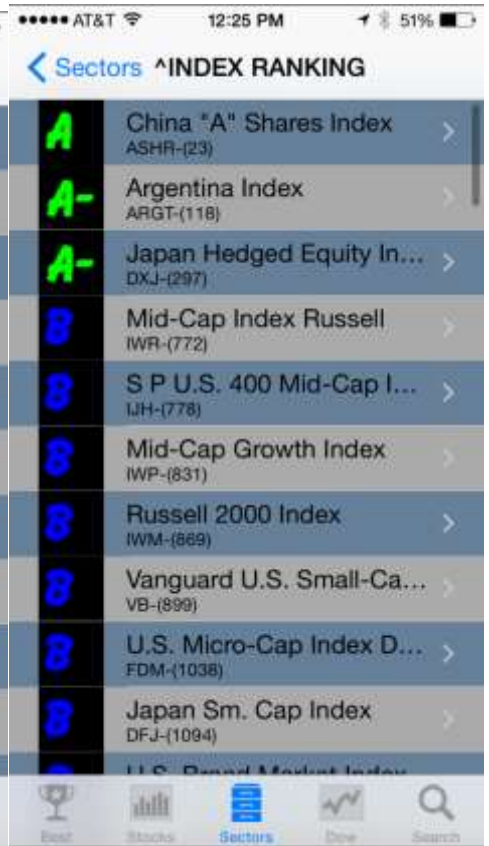 AT&T 12:25 PM 51%
Sectors ^INDEX RANKING
A
China "A" Shares Index
ASHR-(23)
A-
Argentina Index
ARGT-(118)
A-
Japan Hedged Equity In...
DXJ-(297)
B
Mid-Cap Index Russell
IWR-(772)
B
S P U.S. 400 Mid-Cap I...
IJH-(778)
B
Mid-Cap Growth Index
IWP-(831)
B
Russell 2000 Index
IWM-(869)
B
Vanguard U.S. Small-Ca...
VB-(899)
B
U.S. Micro-Cap Index D...
FDM-(1038)
B
Japan Sm. Cap Index
DFJ-(1094)
Best Stocks Sectors Dow Search